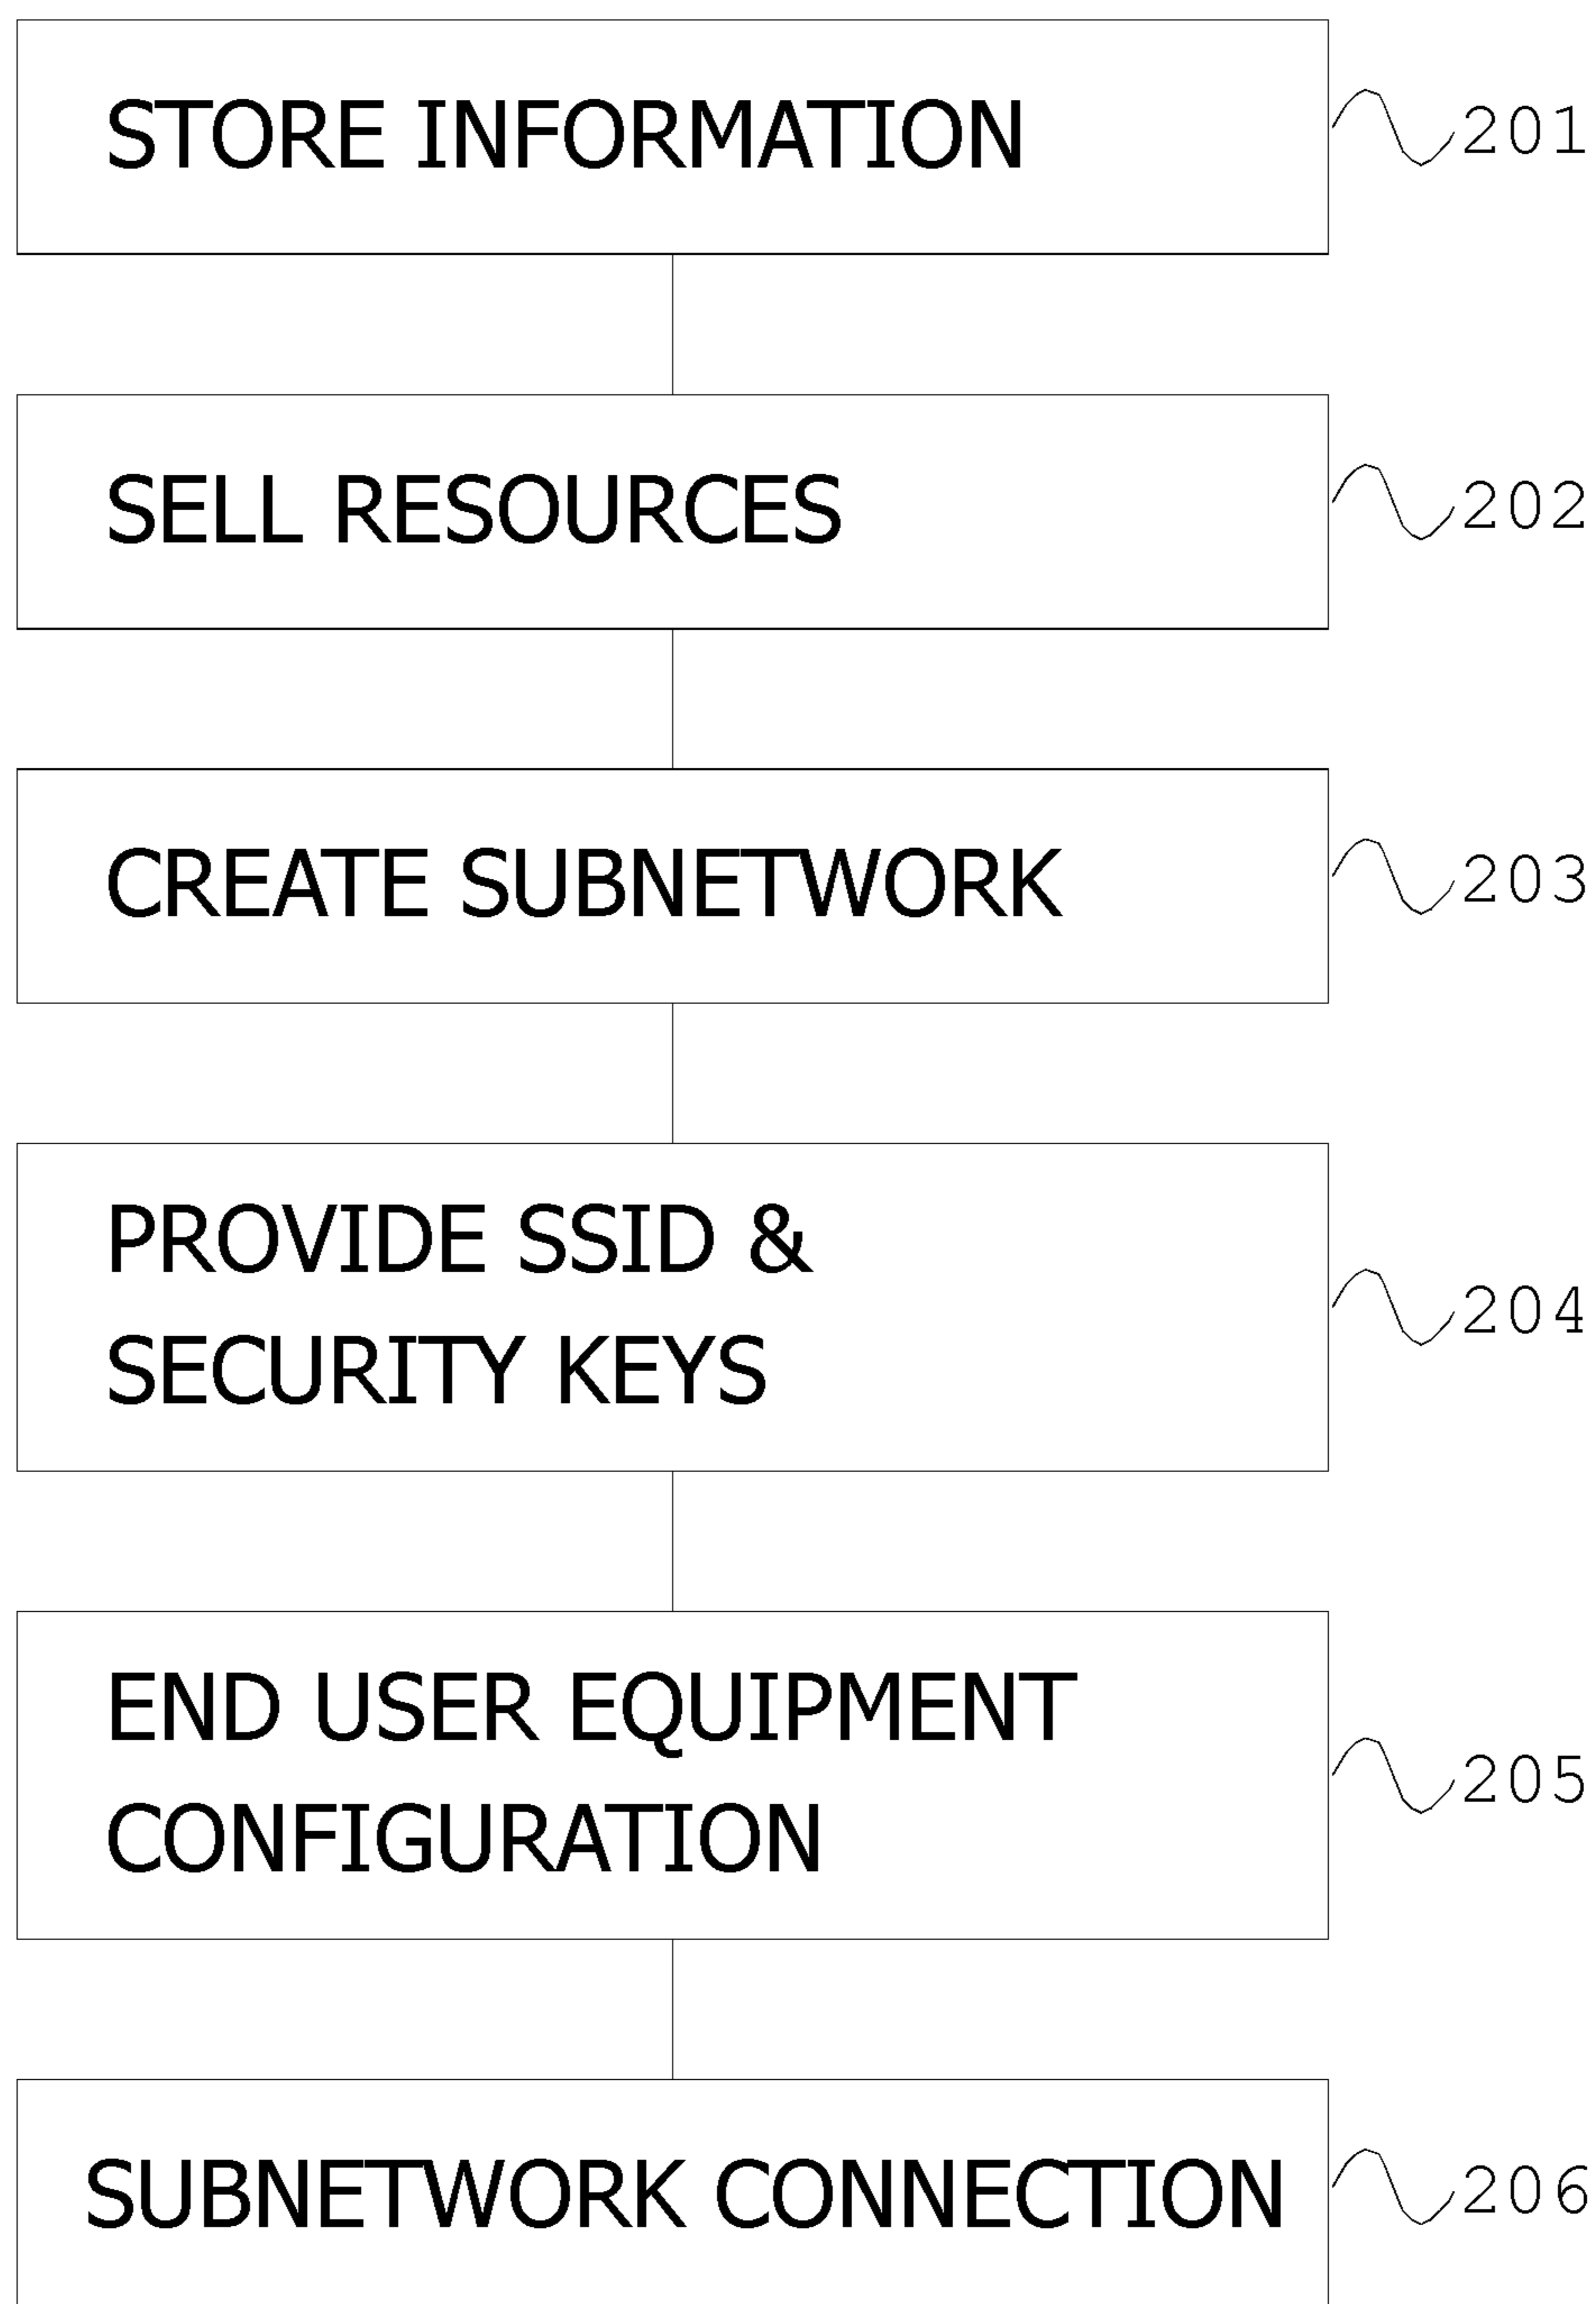 STORE INFORMATION
201
SELL RESOURCES
202
CREATE SUBNETWORK
203
PROVIDE SSID &
SECURITY KEYS
204
END USER EQUIPMENT
CONFIGURATION
205
SUBNETWORK CONNECTION
206